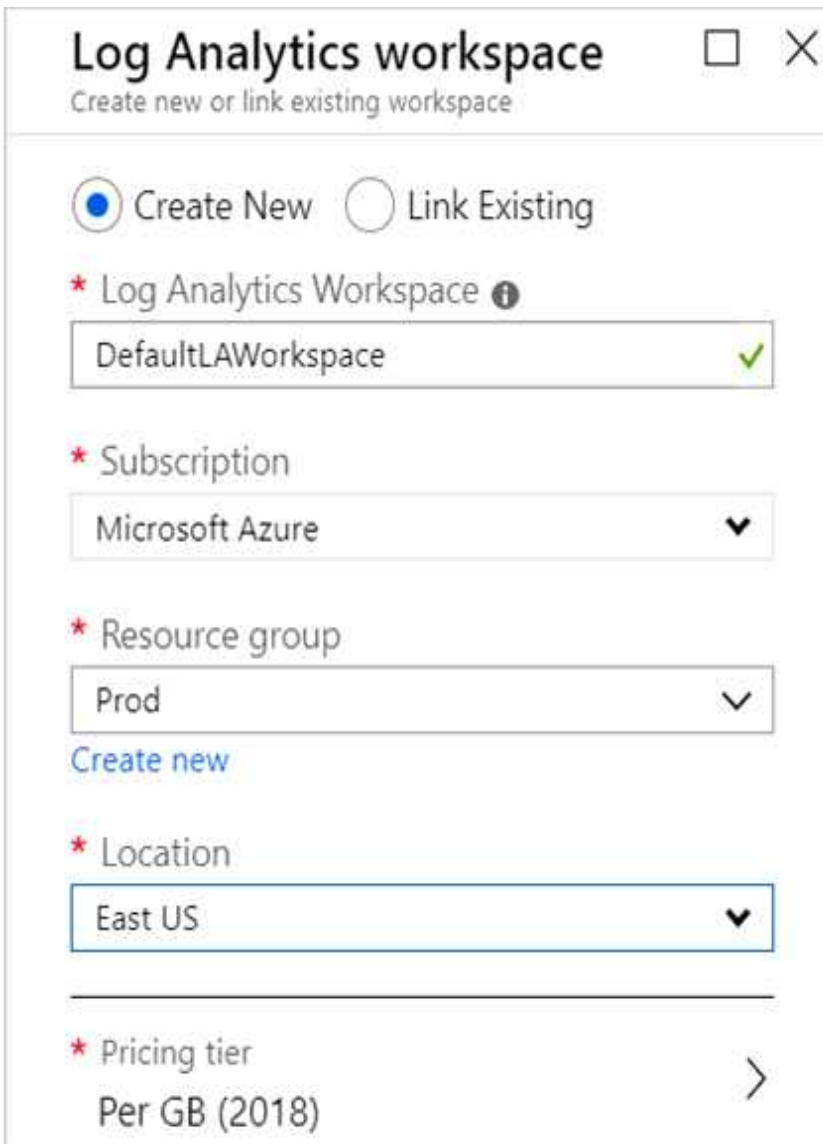 Log Analytics workspace
Create new or link existing workspace
Create New Link Existing
* Log Analytics Workspace
DefaultLAWorkspace
* Subscription
Microsoft Azure
* Resource group
Prod
Create new
* Location
East US
* Pricing tier
Per GB (2018)